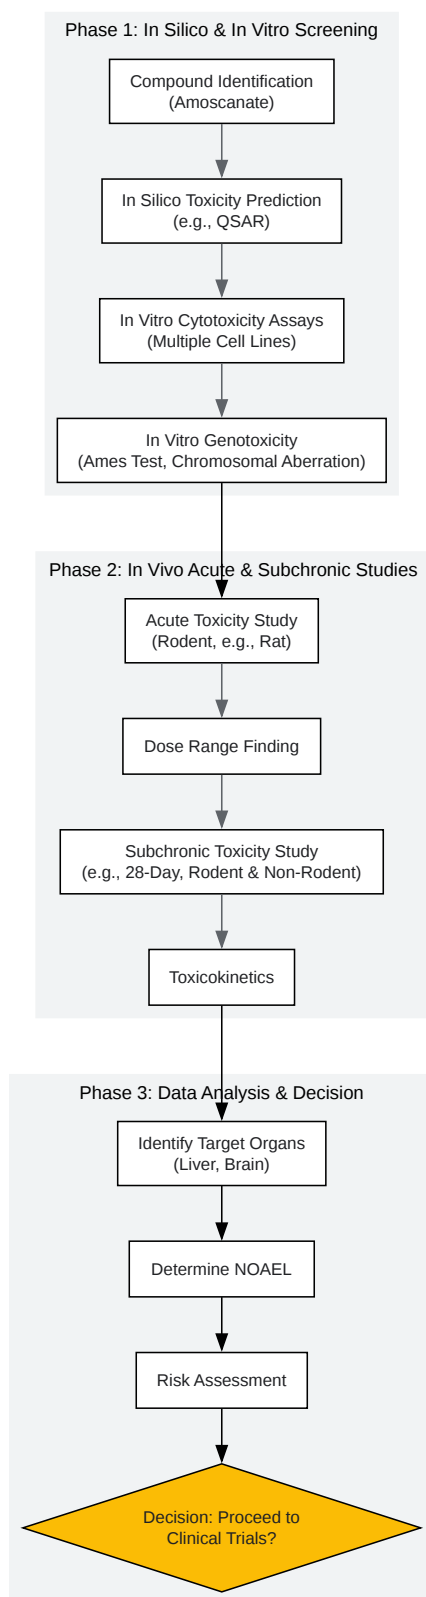 Phase 1: In Silico & In Vitro Screening
Compound Identification
(Amoscanate)
In Silico Toxicity Prediction
(e.g., QSAR)
In Vitro Cytotoxicity Assays
(Multiple Cell Lines)
In Vitro Genotoxicity
(Ames Test, Chromosomal Aberration)
Phase 2: In Vivo Acute & Subchronic Studies
Acute Toxicity Study
(Rodent, e.g., Rat)
Dose Range Finding
Subchronic Toxicity Study
(e.g., 28-Day, Rodent & Non-Rodent)
Toxicokinetics
Phase 3: Data Analysis & Decision
Identify Target Organs
(Liver, Brain)
Determine NOAEL
Risk Assessment
Decision: Proceed to
Clinical Trials?